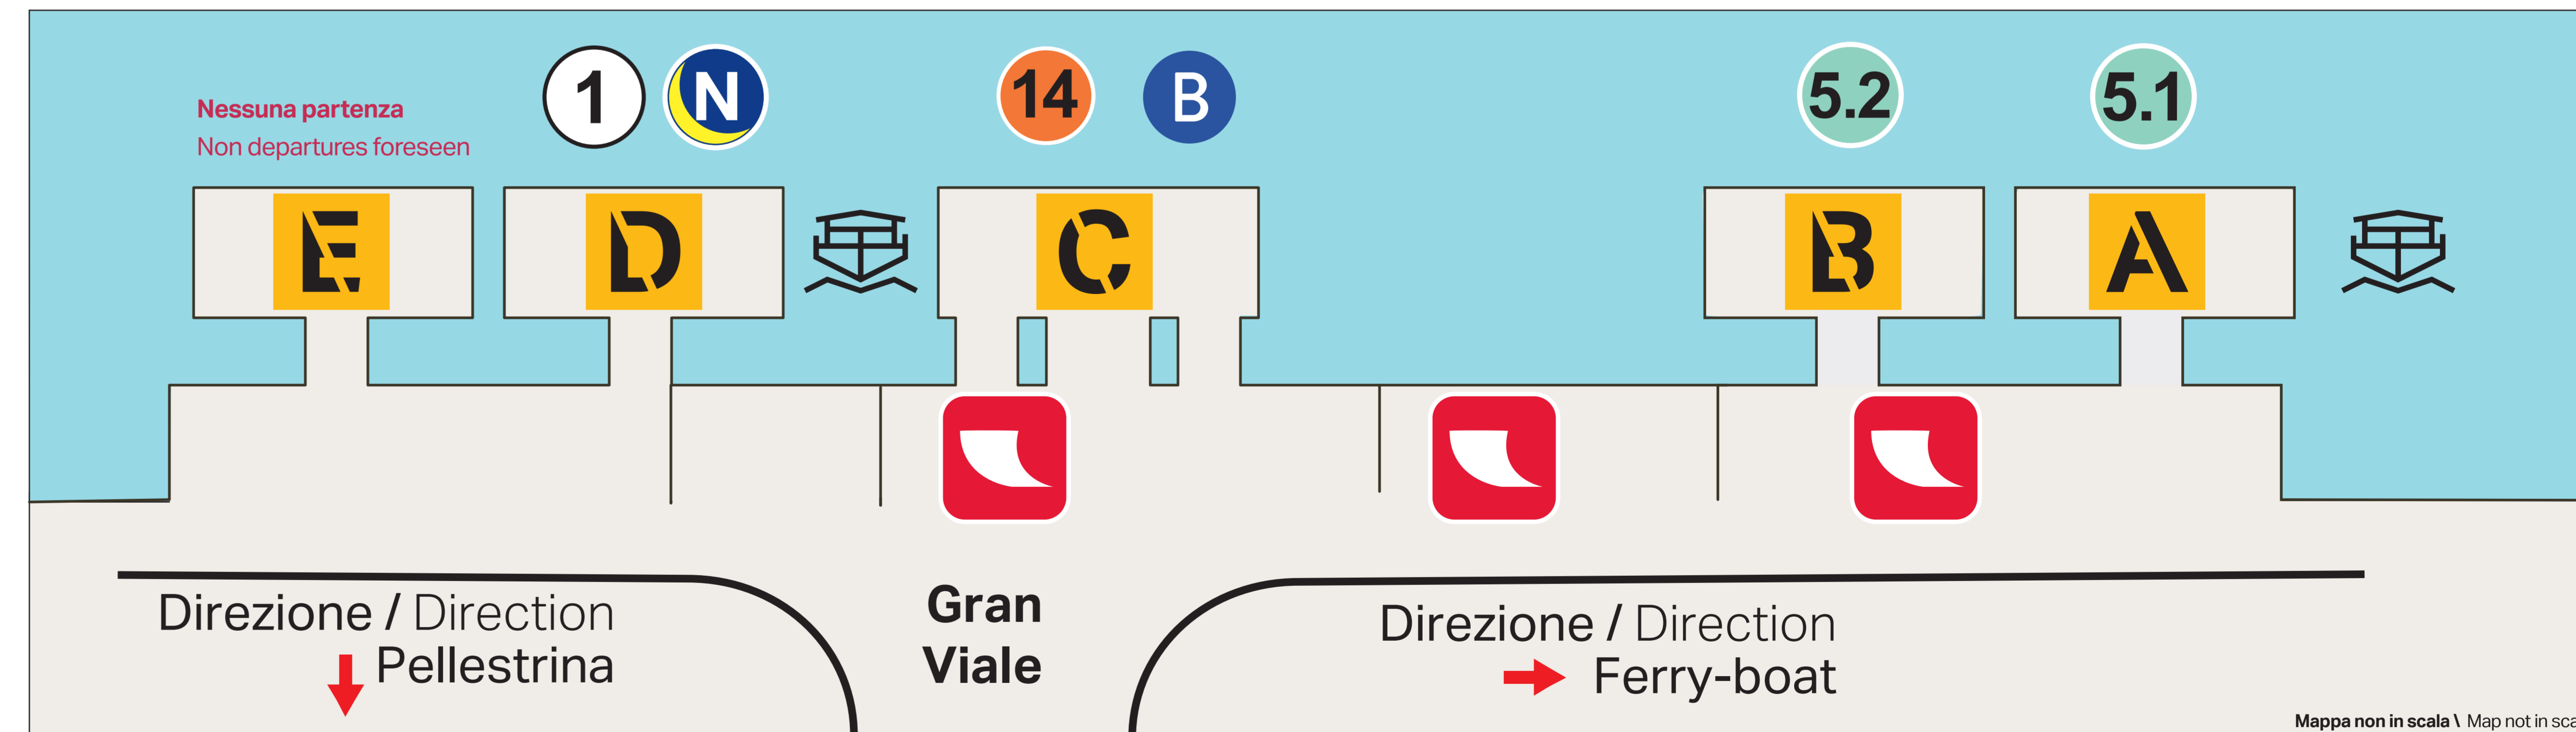 Nessuna partenza
Non departures foreseen
1 N 14 B 5.2 5.1
E D C B A
Direzione / Direction
Pellestrina
Gran
Viale
Direzione / Direction
Ferry-boat
Mappa non in scala \ Map not in sca